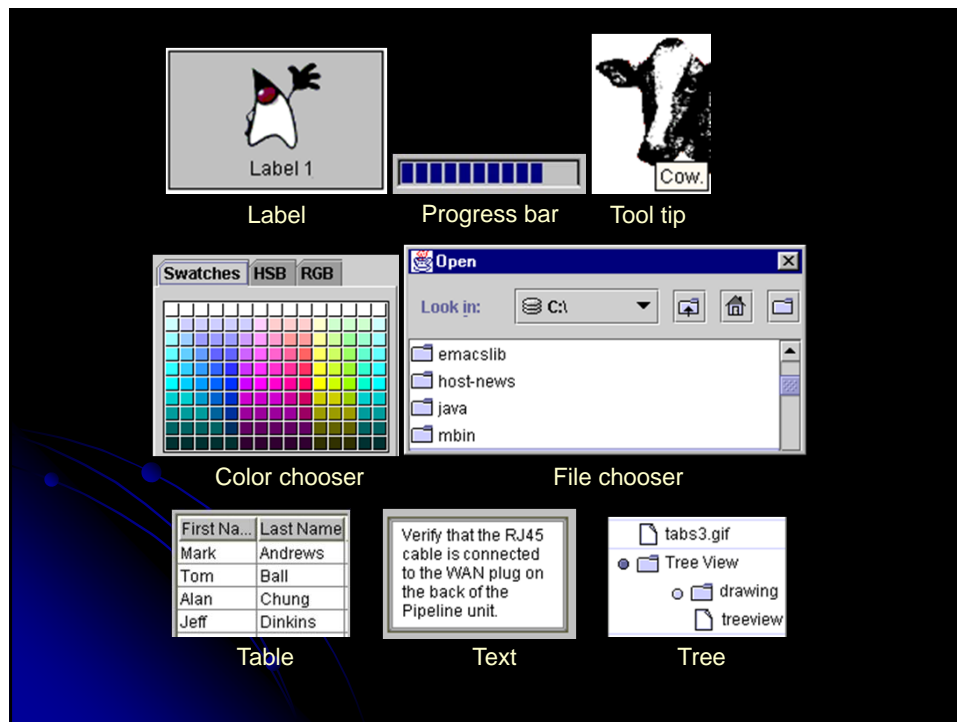 Label 1
Cow.
Label
Progress bar
Tool tip
Swatches HSB RGB
Open
Look in:
C:\
emacslib
host-news
java
mbin
Color chooser
File chooser
First Na... Last Name
Mark Andrews
Tom Ball
Alan Chung
Jeff Dinkins
Verify that the RJ45
cable is connected
to the WAN plug on
the back of the
Pipeline unit.
tabs3.gif
Tree View
drawing
treeview
Table
Text
Tree